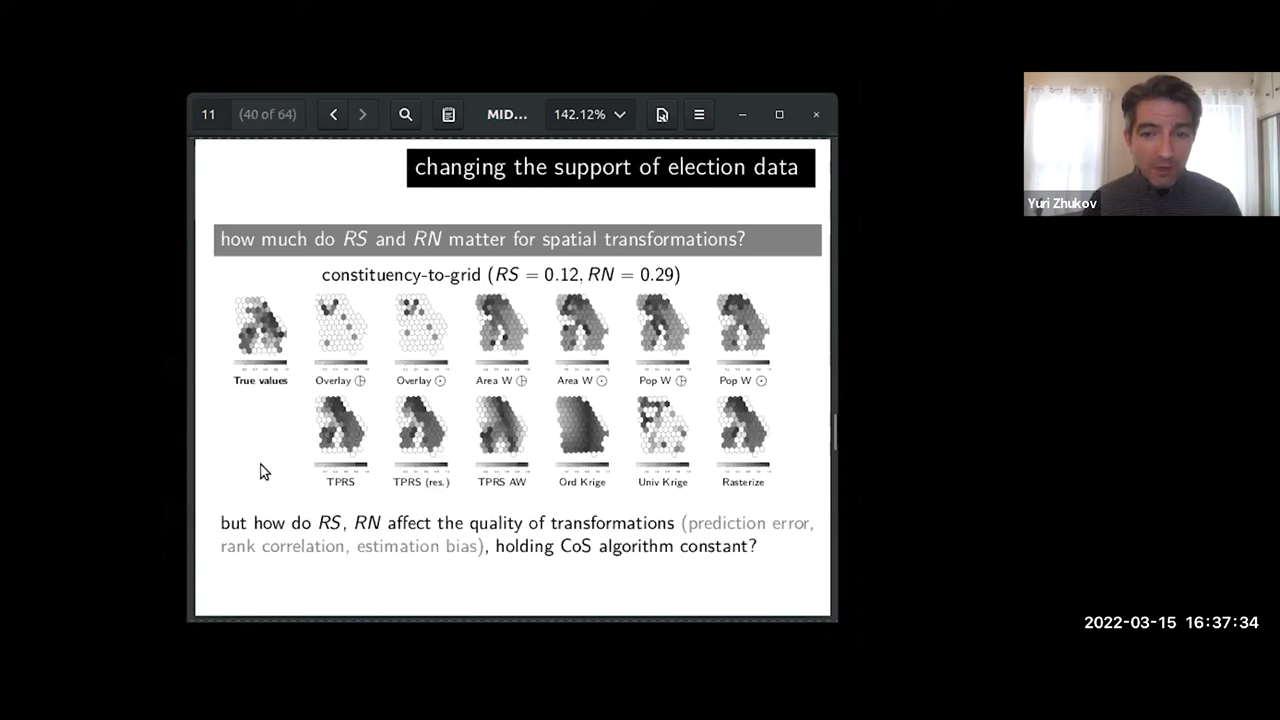 11 (40 of 64) MID... 142.12%
changing the support of election data
how much do RS and RN matter for spatial transformations?
constituency-to-grid (RS = 0.12, RN = 0.29)
True values Overlay Overlay Area W Area W Pop W Pop W
TPRS TPRS (res.) TPRS AW Ord Krige Univ Krige Rasterize
but how do RS, RN affect the quality of transformations (prediction error,
rank correlation, estimation bias), holding CoS algorithm constant?
Yuri Zhukov
2022-03-15 16:37:34